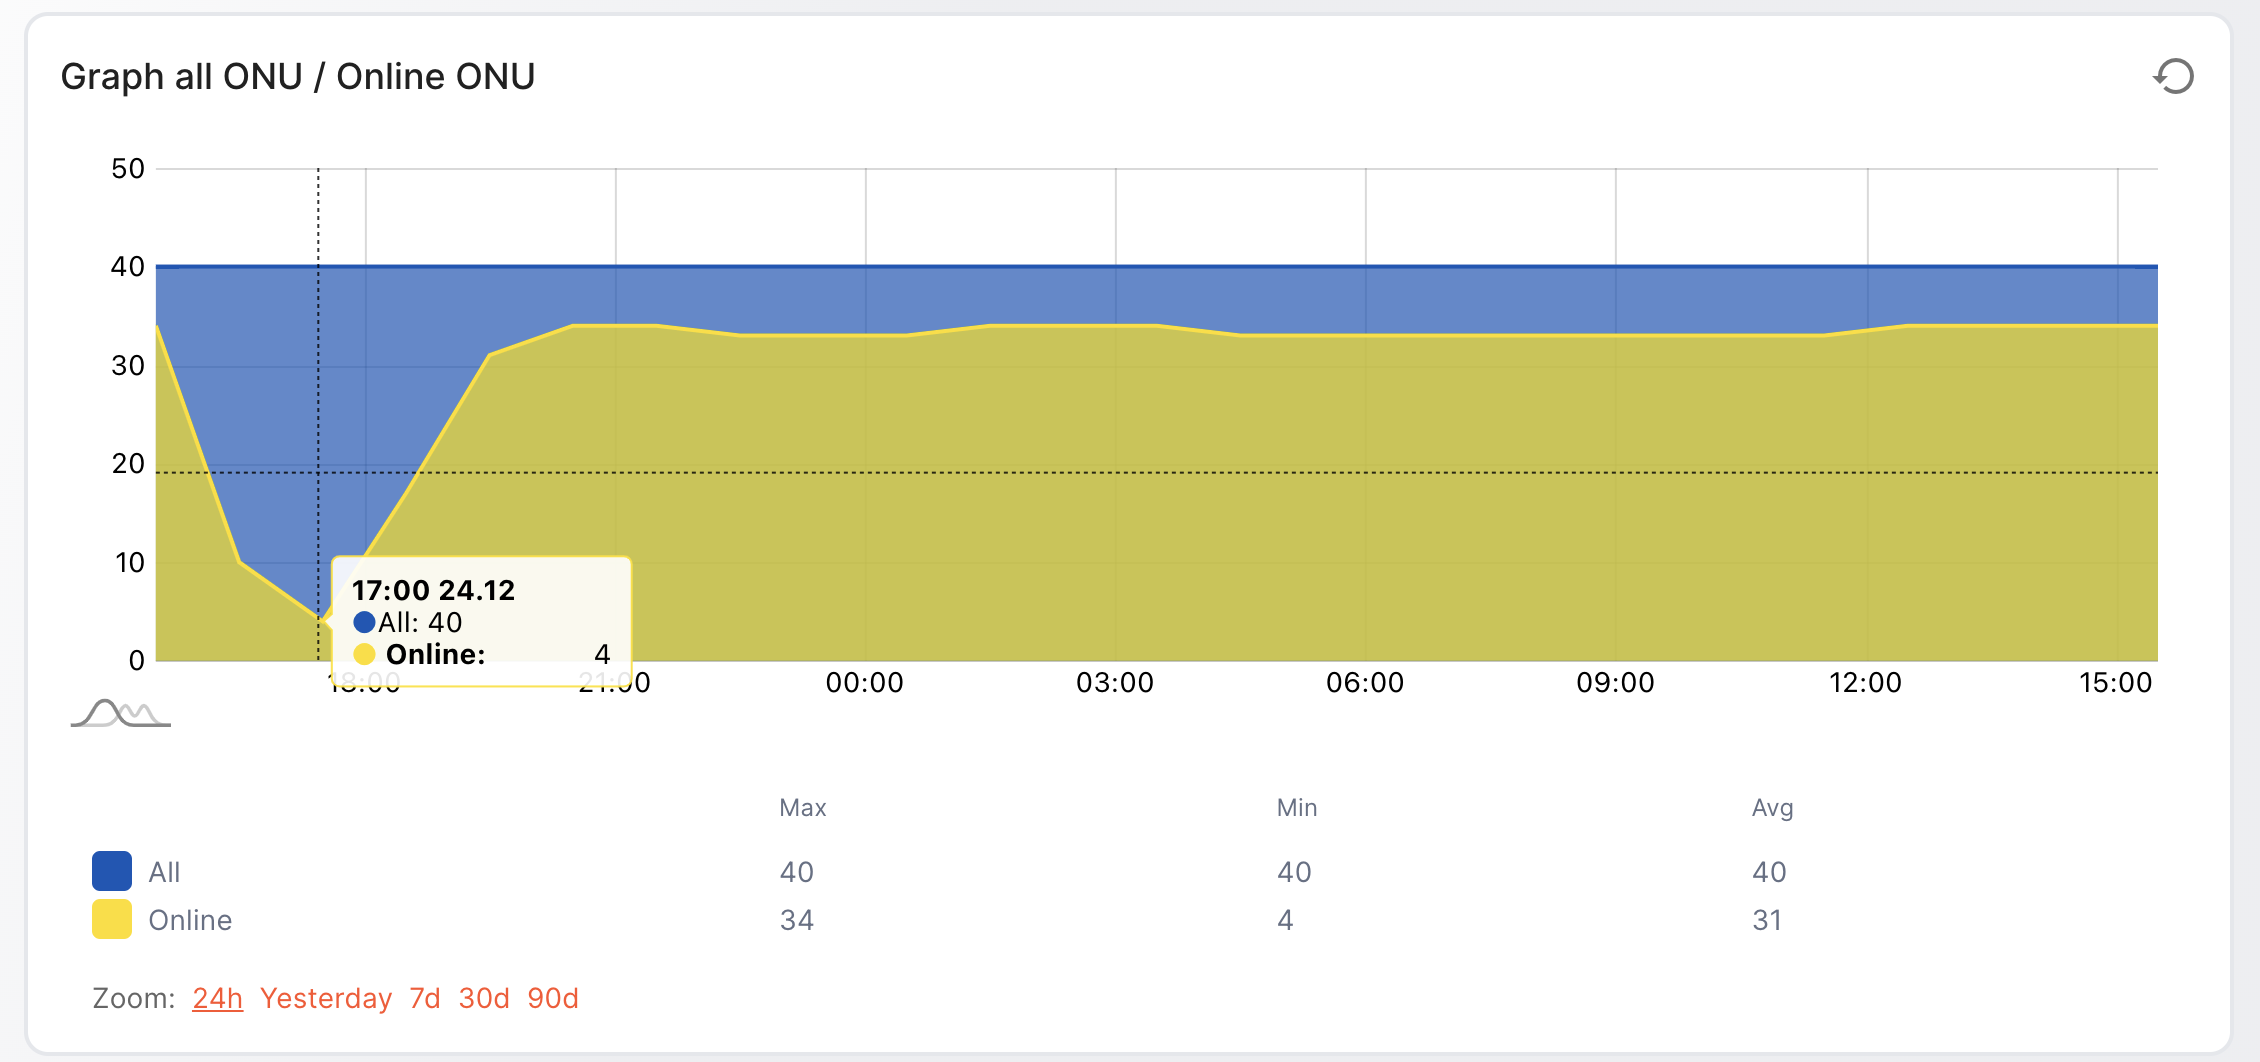 Graph all ONU / Online ONU
50
40
30
20
10
0
17:00 24.12
All: 40
Online: 4
18:00 21:00 00:00 03:00 06:00 09:00 12:00 15:00
Max Min Avg
All 40 40 40
Online 34 4 31
Zoom: 24h Yesterday 7d 30d 90d